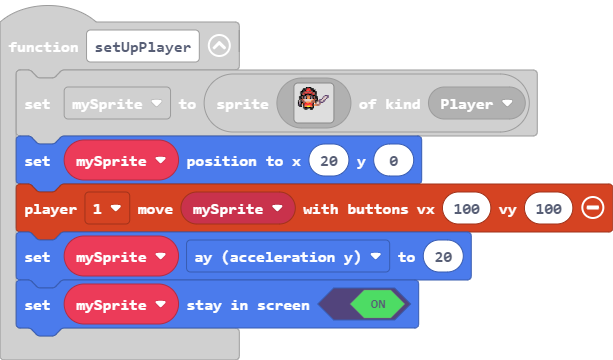 function setUpPlayer
set mySprite to sprite of kind Player
set mySprite position to x 20 y 0
player 1 move mySprite with buttons vx 100 vy 100
set mySprite ay (acceleration y) to 20
set mySprite stay in screen ON